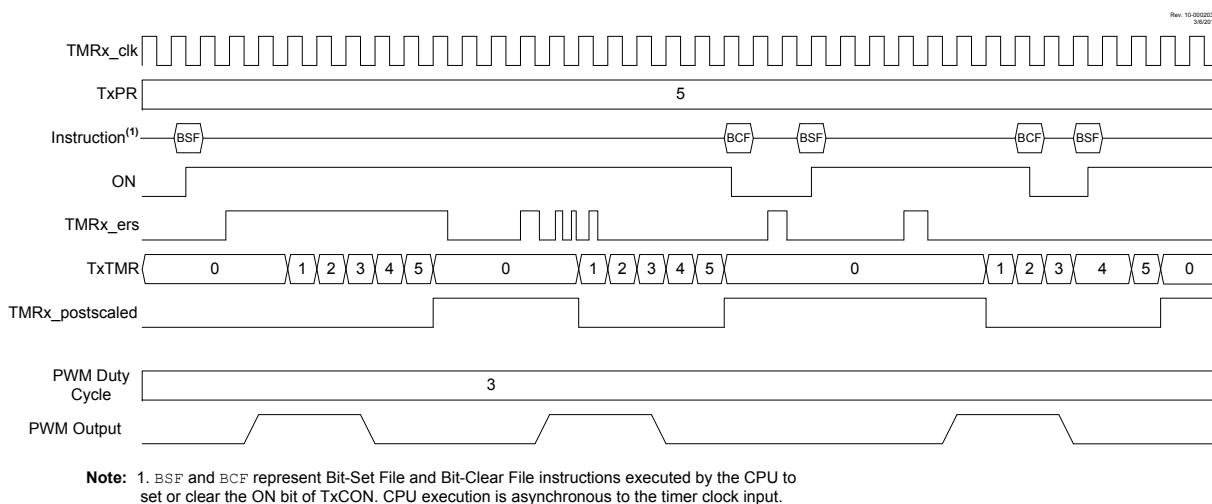 Rev. 10-000203
3/6/201
TMRx_clk
TxPR 5
Instruction(1) BSF BCF BSF BCF BSF
ON
TMRx_ers
TxTMR 0 1 2 3 4 5 0 1 2 3 4 5 0 1 2 3 4 5 0
TMRx_postscaled
PWM Duty
Cycle 3
PWM Output
Note: 1. BSF and BCF represent Bit-Set File and Bit-Clear File instructions executed by the CPU to
set or clear the ON bit of TxCON. CPU execution is asynchronous to the timer clock input.